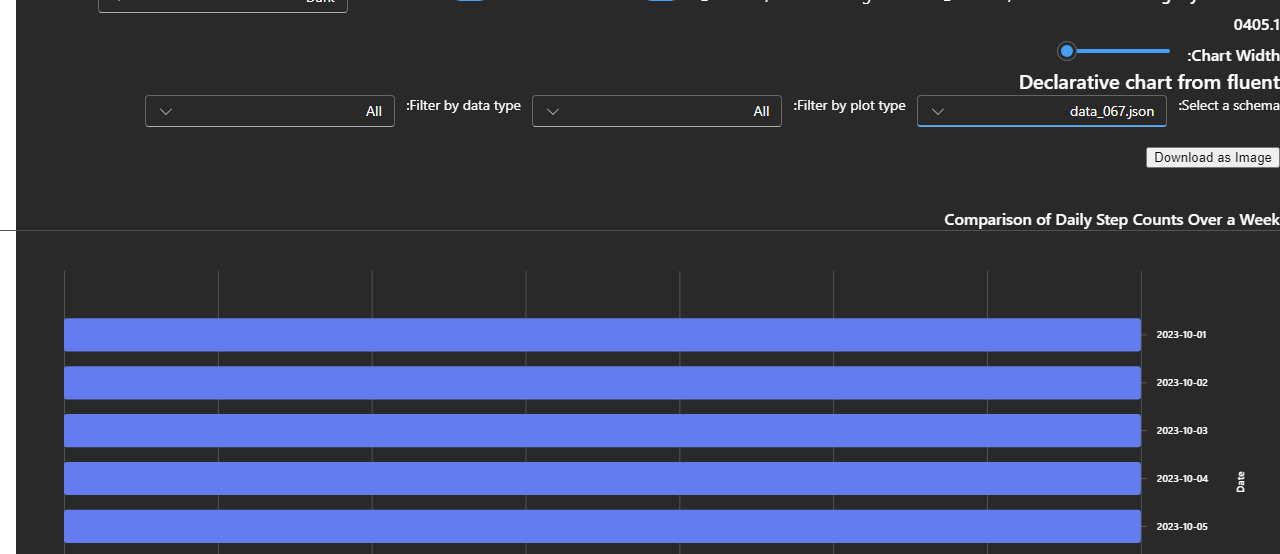 0405.1
:Chart Width
Declarative chart from fluent
:Select a schema data_067.json :Filter by plot type All :Filter by data type All
Download as Image
Comparison of Daily Step Counts Over a Week
2023-10-01
2023-10-02
2023-10-03
2023-10-04
Date
2023-10-05